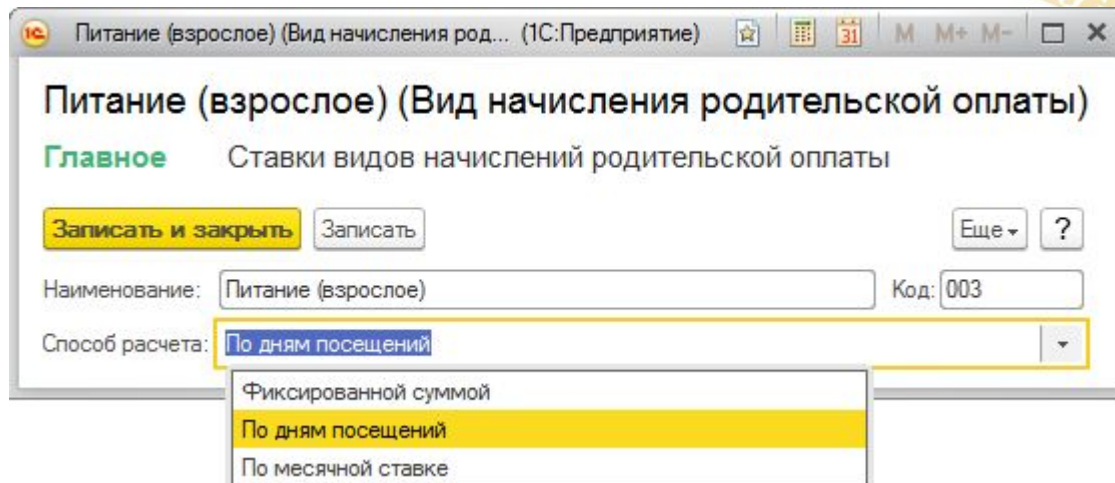 1С Питание (взрослое) (Вид начисления род... (1С:Предприятие) 31 M M+ M-
Питание (взрослое) (Вид начисления родительской оплаты)
Главное Ставки видов начислений родительской оплаты
Записать и закрыть Записать Еще ?
Наименование: Питание (взрослое) Код: 003
Способ расчета: По дням посещений
Фиксированной суммой
По дням посещений
По месячной ставке